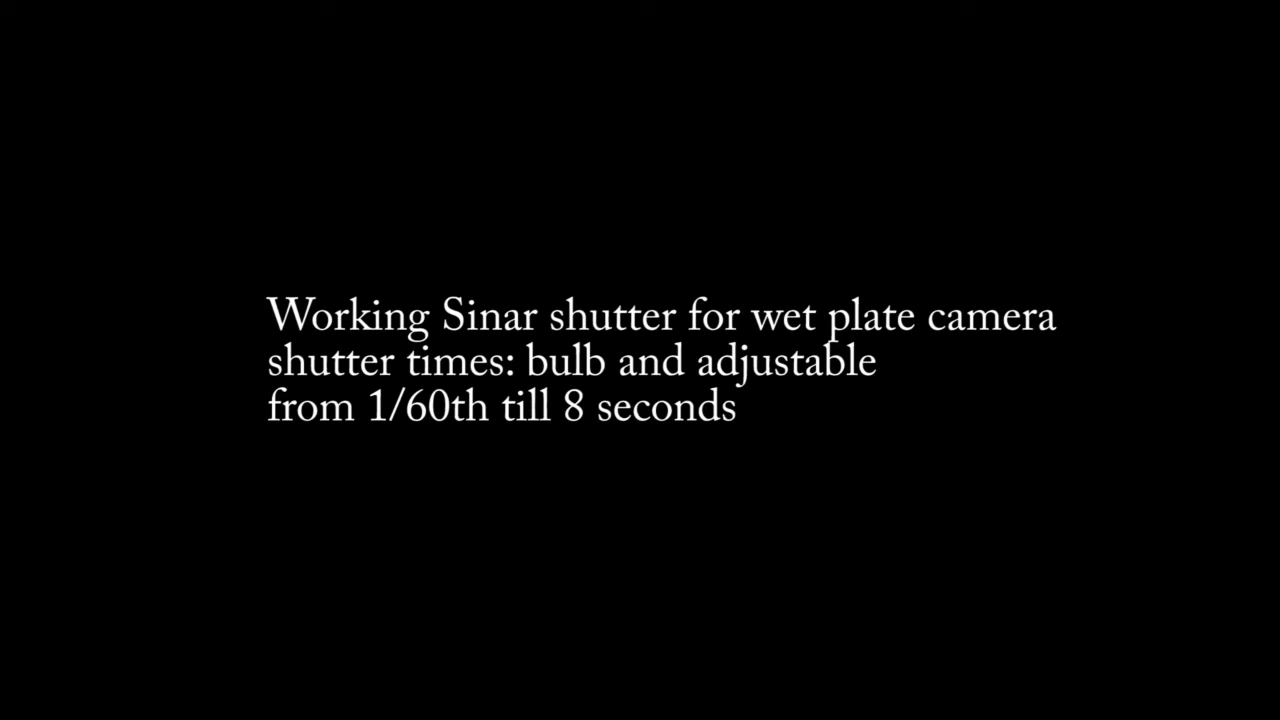 Working Sinar shutter for wet plate camera
shutter times: bulb and adjustable
from 1/60th till 8 seconds